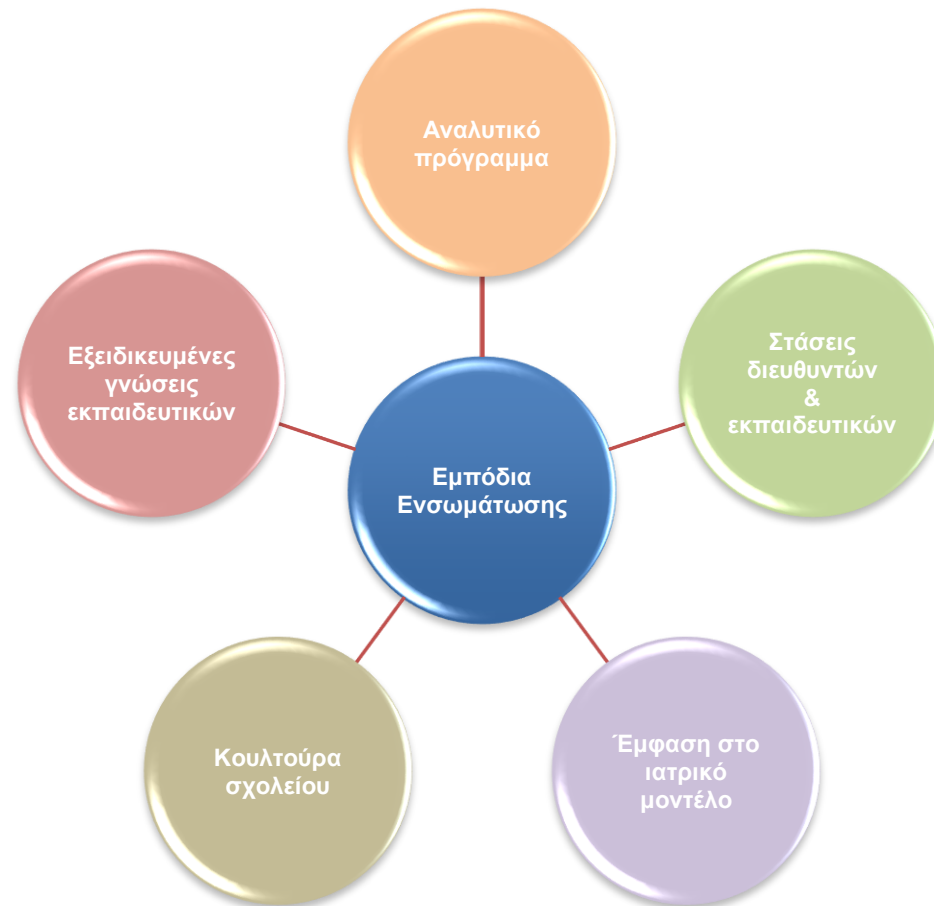 Αναλυτικό
πρόγραμμα
Στάσεις
διευθυντών
&
εκπαιδευτικών
Εξειδικευμένες
γνώσεις
εκπαιδευτικών
Εμπόδια
Ενσωμάτωσης
Έμφαση στο
ιατρικό
μοντέλο
Κουλτούρα
σχολείου